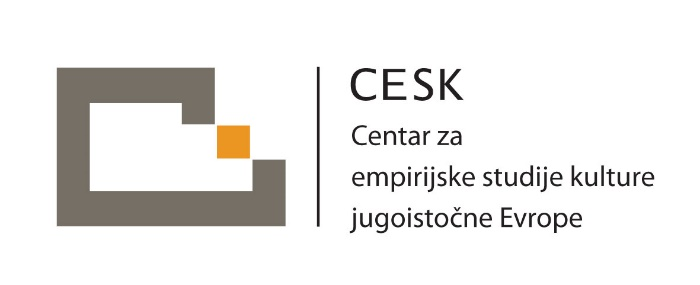 CESK
Centar za
empirijske studije kulture
jugoistočne Evrope